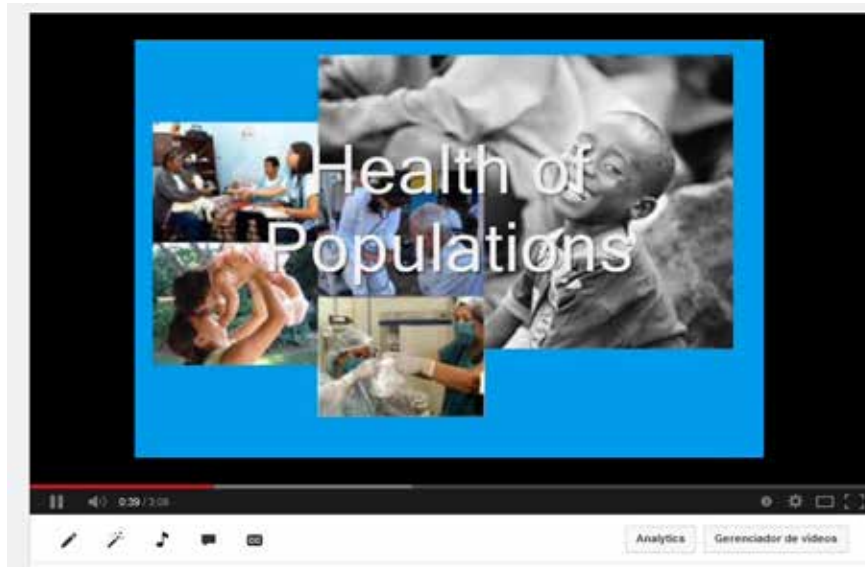 Health of
Populations
0:39 / 3:08
Analytics
Gerenciador de vídeos